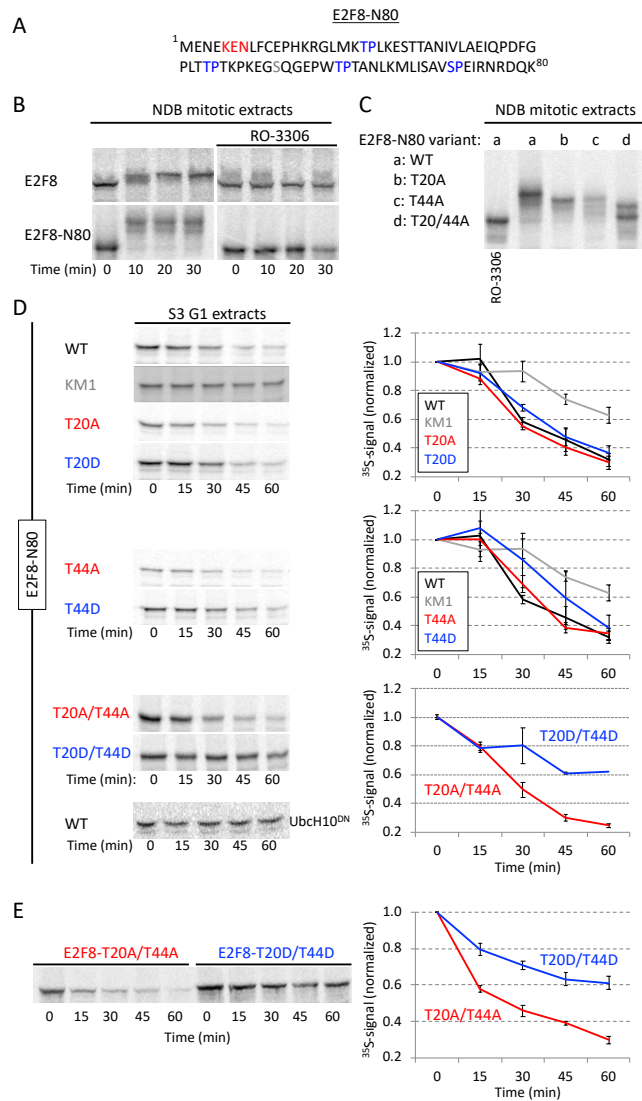 A
E2F8-N80
1MENEKENLFCEPHKRGLMKTPLKESTTANIVLAEIQPDFG
PLTTPTKPKEGSQGEPWTPTANLKMLISAVSPEIRNRDQK80
B
NDB mitotic extracts
RO-3306
E2F8
E2F8-N80
Time (min) 0 10 20 30 0 10 20 30
C
NDB mitotic extracts
E2F8-N80 variant: a a b c d
a: WT
b: T20A
c: T44A
d: T20/44A
RO-3306
D
E2F8-N80
S3 G1 extracts
WT
KM1
T20A
T20D
Time (min) 0 15 30 45 60
T44A
T44D
Time (min) 0 15 30 45 60
T20A/T44A
T20D/T44D
Time (min): 0 15 30 45 60
WT
UbcH10DN
0 15 30 45 60
35S-signal (normalized)
1.2
1.0
0.8
0.6
0.4
0.2
WT
KM1
T20A
T20D
0 15 30 45 60
35S-signal (normalized)
1.2
1.0
0.8
0.6
0.4
0.2
WT
KM1
T44A
T44D
0 15 30 45 60
35S-signal (normalized)
1.2
1.0
0.8
0.6
0.4
0.2
T20D/T44D
T20A/T44A
0 15 30 45 60
Time (min)
E
E2F8-T20A/T44A E2F8-T20D/T44D
0 15 30 45 60 0 15 30 45 60
Time (min)
35S-signal (normalized)
1.0
0.8
0.6
0.4
0.2
T20D/T44D
T20A/T44A
0 15 30 45 60
Time (min)